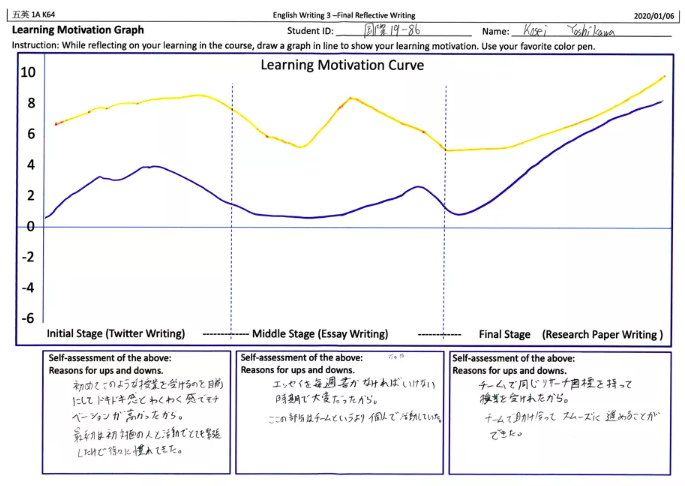 五英 1A K64
English Writing 3 –Final Reflective Writing
2020/01/06
Learning Motivation Graph
Student ID: 国際19-86
Name: Kosei Yoshikawa
Instruction: While reflecting on your learning in the course, draw a graph in line to show your learning motivation. Use your favorite color pen.
Learning Motivation Curve
10
8
6
4
2
0
-2
-4
-6
Initial Stage (Twitter Writing)
Middle Stage (Essay Writing)
Final Stage (Research Paper Writing )
Self-assessment of the above:
Reasons for ups and downs.
初めてこのような授業を受けるのを目前
にしてドキドキ感とわくわく感でモチ
ベーションが高かったから。
最初は初対面の人と活動でとても緊張
したけど徐々に慣れてきた。
Self-assessment of the above:
Reasons for ups and downs.
エッセイを毎週書かなければいけない
時期で大変だったから。
ここの部分はチームというより個人で活動していた。
Self-assessment of the above:
Reasons for ups and downs.
チームで同じリサーチ目標を持って
授業を受けれたから。
チームで助け合ってスムーズに進めることが
できた。